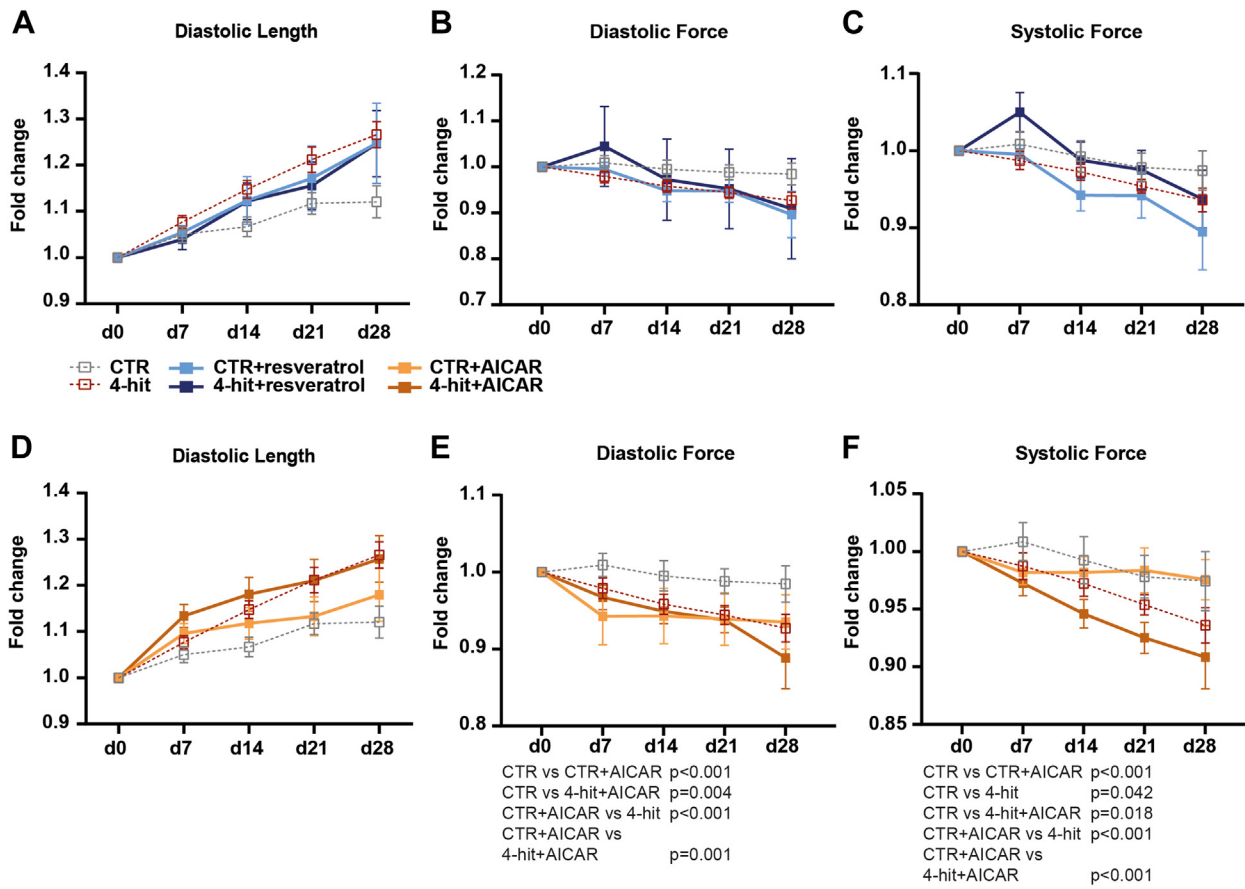 A
Diastolic Length
Fold change
1.4
1.3
1.2
1.1
1.0
0.9
d0 d7 d14 d21 d28
B
Diastolic Force
Fold change
1.2
1.1
1.0
0.9
0.8
0.7
d0 d7 d14 d21 d28
C
Systolic Force
Fold change
1.1
1.0
0.9
0.8
d0 d7 d14 d21 d28
CTR CTR+resveratrol CTR+AICAR
4-hit 4-hit+resveratrol 4-hit+AICAR
D
Diastolic Length
Fold change
1.4
1.3
1.2
1.1
1.0
0.9
d0 d7 d14 d21 d28
E
Diastolic Force
Fold change
1.1
1.0
0.9
0.8
d0 d7 d14 d21 d28
CTR vs CTR+AICAR p<0.001
CTR vs 4-hit+AICAR p=0.004
CTR+AICAR vs 4-hit p<0.001
CTR+AICAR vs
4-hit+AICAR p=0.001
F
Systolic Force
Fold change
1.05
1.00
0.95
0.90
0.85
d0 d7 d14 d21 d28
CTR vs CTR+AICAR p<0.001
CTR vs 4-hit p=0.042
CTR vs 4-hit+AICAR p=0.018
CTR+AICAR vs 4-hit p<0.001
CTR+AICAR vs
4-hit+AICAR p<0.001